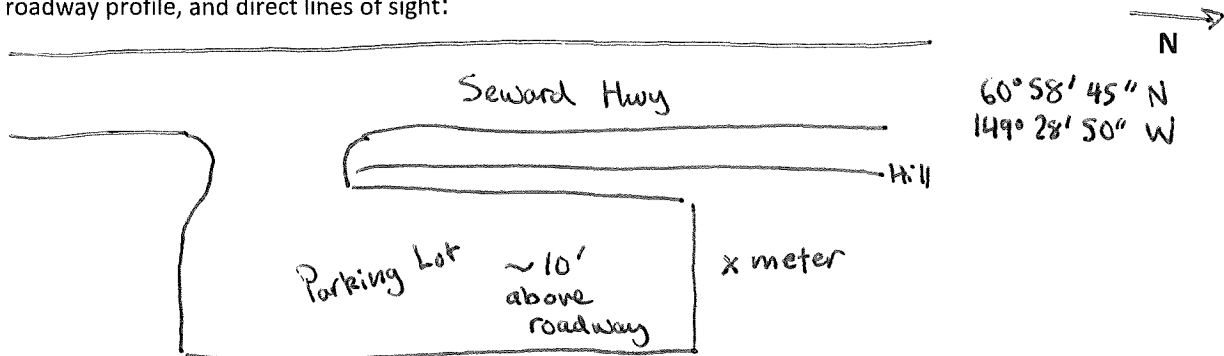 roadway profile, and direct lines of sight:
N
Seward Hwy
60° 58' 45" N
149° 28' 50" W
Hill
Parking Lot
~10'
above
roadway
x meter